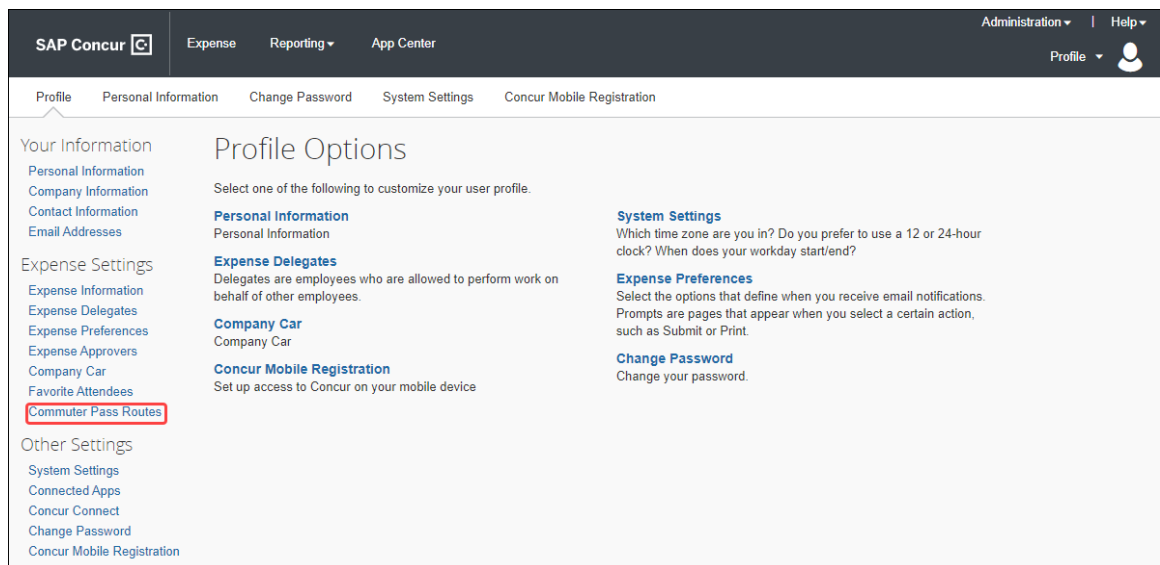 Administration | Help
SAP Concur C Expense Reporting App Center
Profile
Profile Personal Information Change Password System Settings Concur Mobile Registration
Your Information
Personal Information
Company Information
Contact Information
Email Addresses
Expense Settings
Expense Information
Expense Delegates
Expense Preferences
Expense Approvers
Company Car
Favorite Attendees
Commuter Pass Routes
Other Settings
System Settings
Connected Apps
Concur Connect
Change Password
Concur Mobile Registration
Profile Options
Select one of the following to customize your user profile.
Personal Information
Personal Information
Expense Delegates
Delegates are employees who are allowed to perform work on
behalf of other employees.
Company Car
Company Car
Concur Mobile Registration
Set up access to Concur on your mobile device
System Settings
Which time zone are you in? Do you prefer to use a 12 or 24-hour
clock? When does your workday start/end?
Expense Preferences
Select the options that define when you receive email notifications.
Prompts are pages that appear when you select a certain action,
such as Submit or Print.
Change Password
Change your password.